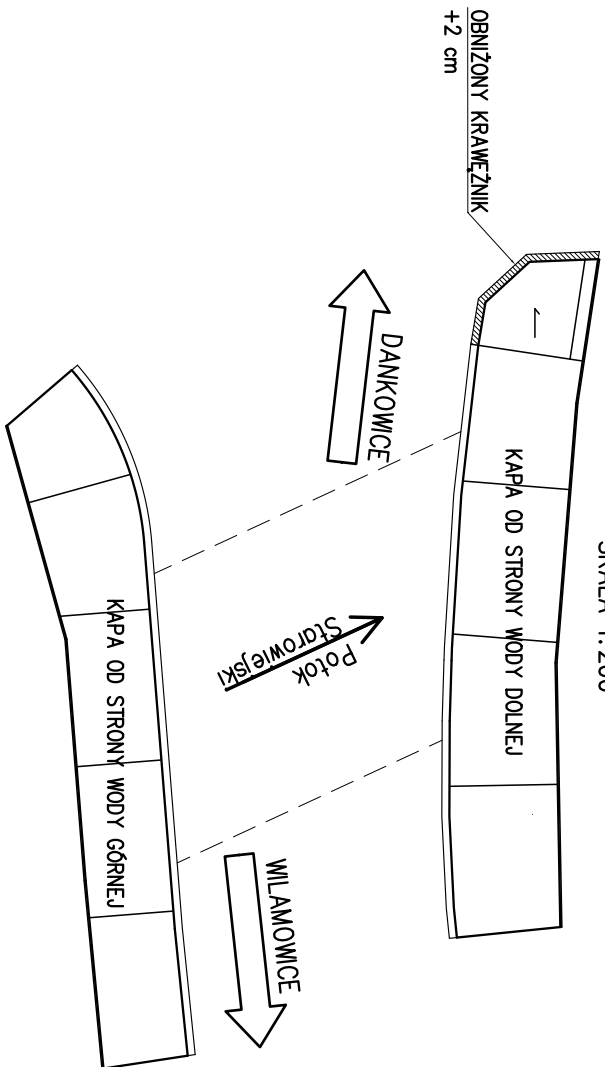 OBNIŻONY KRAWĘŻNIK
+2 cm
DANKOWICE
KAPA OD STRONY WODY DOLNEJ
Potok
Starowiejski
KAPA OD STRONY WODY GÓRNEJ
WILAMOWICE